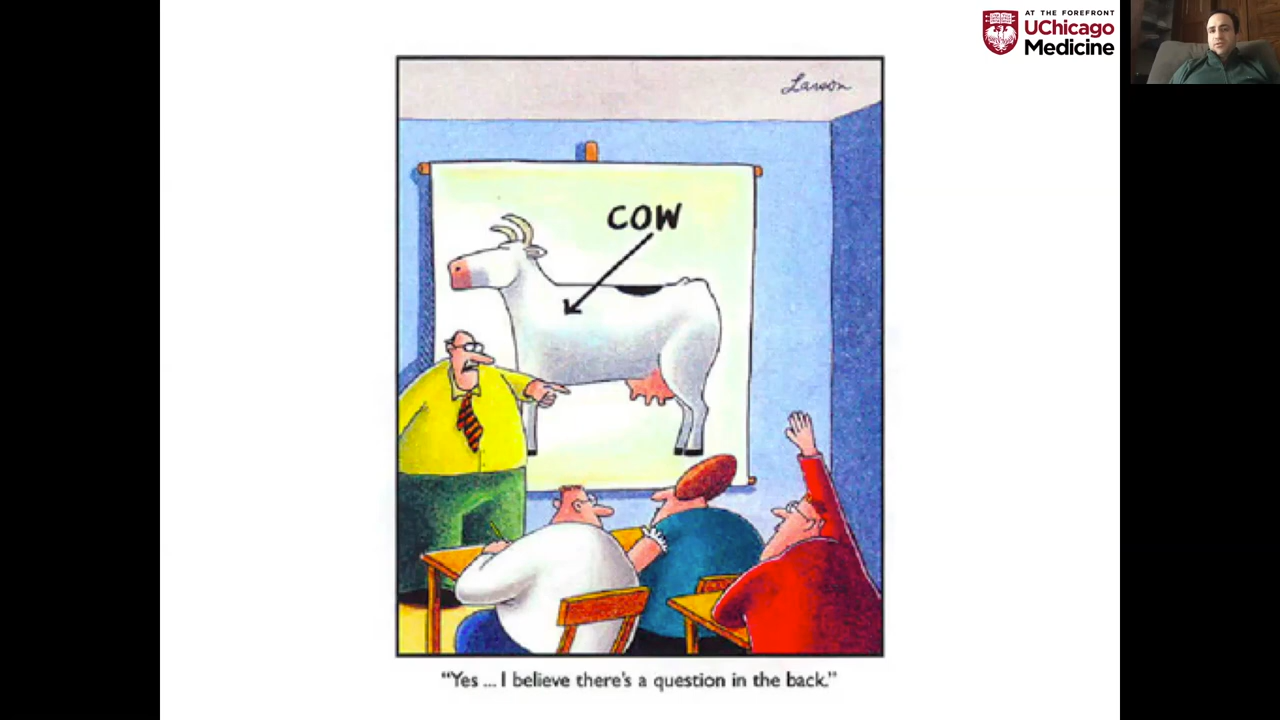 AT THE FOREFRONT
UChicago
Medicine
Larson
COW
"Yes ... I believe there's a question in the back."